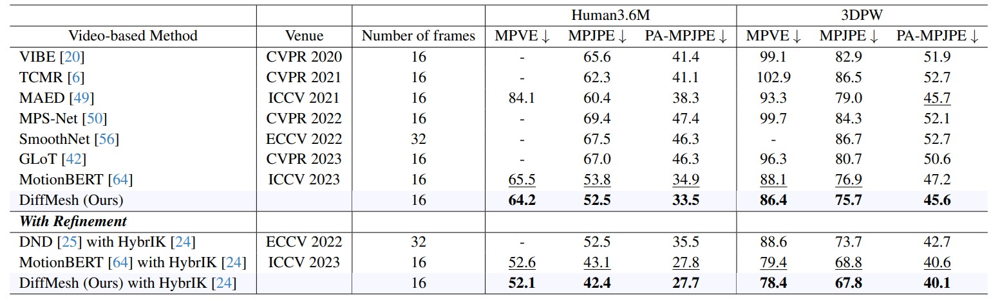 Human3.6M 3DPW
Video-based Method Venue Number of frames MPVE ↓ MPJPE ↓ PA-MPJPE ↓ MPVE ↓ MPJPE ↓ PA-MPJPE ↓
VIBE [20] CVPR 2020 16 - 65.6 41.4 99.1 82.9 51.9
TCMR [6] CVPR 2021 16 - 62.3 41.1 102.9 86.5 52.7
MAED [49] ICCV 2021 16 84.1 60.4 38.3 93.3 79.0 45.7
MPS-Net [50] CVPR 2022 16 - 69.4 47.4 99.7 84.3 52.1
SmoothNet [56] ECCV 2022 32 - 67.5 46.3 - 86.7 52.7
GLoT [42] CVPR 2023 16 - 67.0 46.3 96.3 80.7 50.6
MotionBERT [64] ICCV 2023 16 65.5 53.8 34.9 88.1 76.9 47.2
DiffMesh (Ours) 16 64.2 52.5 33.5 86.4 75.7 45.6
With Refinement
DND [25] with HybrIK [24] ECCV 2022 32 - 52.5 35.5 88.6 73.7 42.7
MotionBERT [64] with HybrIK [24] ICCV 2023 16 52.6 43.1 27.8 79.4 68.8 40.6
DiffMesh (Ours) with HybrIK [24] 16 52.1 42.4 27.7 78.4 67.8 40.1